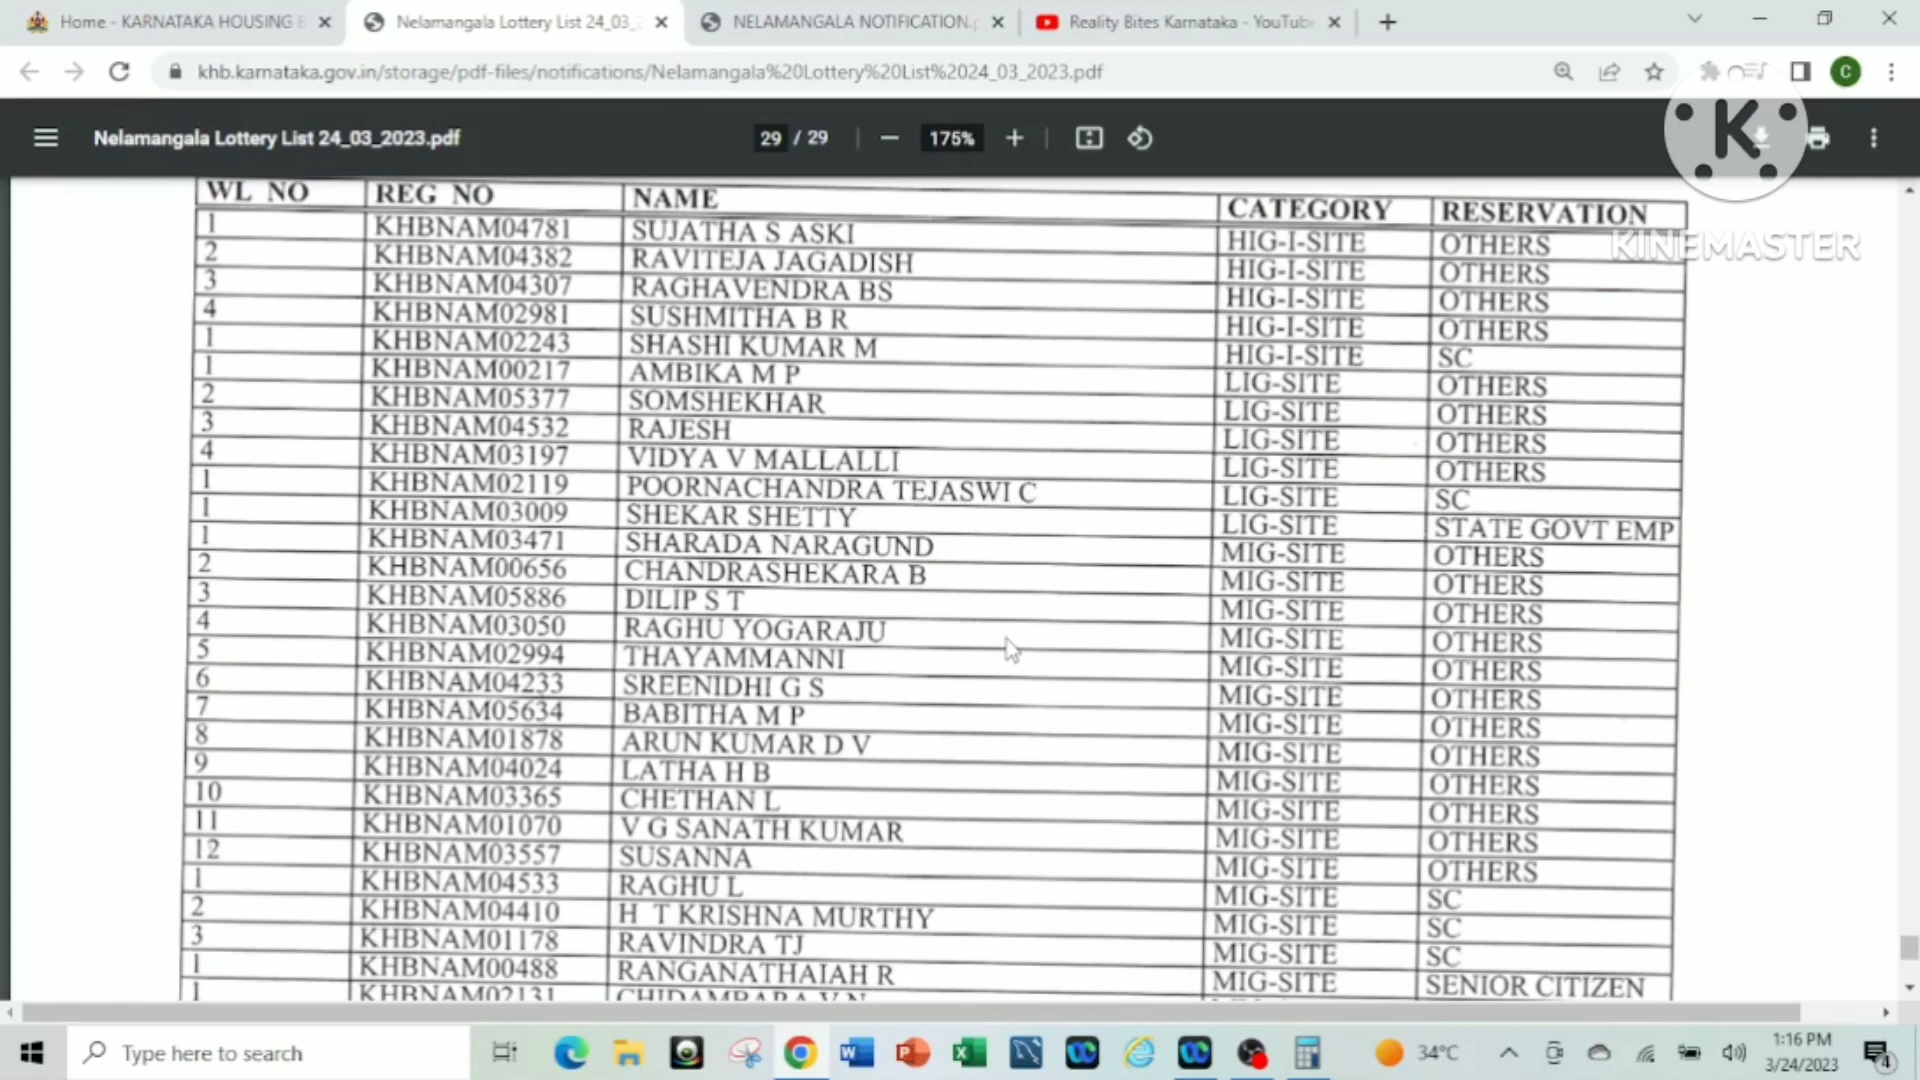 Home - KARNATAKA HOUSING B
Nelamangala Lottery List 24_03_2
NELAMANGALA NOTIFICATION.p
Reality Bites Karnataka - YouTube
khb.karnataka.gov.in/storage/pdf-files/notifications/Nelamangala%20Lottery%20List%2024_03_2023.pdf
C
Nelamangala Lottery List 24_03_2023.pdf
29 / 29
175%
K
KINEMASTER
WL NO REG NO NAME CATEGORY RESERVATION
1 KHBNAM04781 SUJATHA S ASKI HIG-I-SITE OTHERS
2 KHBNAM04382 RAVITEJA JAGADISH HIG-I-SITE OTHERS
3 KHBNAM04307 RAGHAVENDRA BS HIG-I-SITE OTHERS
4 KHBNAM02981 SUSHMITHA B R HIG-I-SITE OTHERS
1 KHBNAM02243 SHASHI KUMAR M HIG-I-SITE SC
1 KHBNAM00217 AMBIKA M P LIG-SITE OTHERS
2 KHBNAM05377 SOMSHEKHAR LIG-SITE OTHERS
3 KHBNAM04532 RAJESH LIG-SITE OTHERS
4 KHBNAM03197 VIDYA V MALLALLI LIG-SITE OTHERS
1 KHBNAM02119 POORNACHANDRA TEJASWI C LIG-SITE SC
1 KHBNAM03009 SHEKAR SHETTY LIG-SITE STATE GOVT EMP
1 KHBNAM03471 SHARADA NARAGUND MIG-SITE OTHERS
2 KHBNAM00656 CHANDRASHEKARA B MIG-SITE OTHERS
3 KHBNAM05886 DILIP S T MIG-SITE OTHERS
4 KHBNAM03050 RAGHU YOGARAJU MIG-SITE OTHERS
5 KHBNAM02994 THAYAMMANNI MIG-SITE OTHERS
6 KHBNAM04233 SREENIDHI G S MIG-SITE OTHERS
7 KHBNAM05634 BABITHA M P MIG-SITE OTHERS
8 KHBNAM01878 ARUN KUMAR D V MIG-SITE OTHERS
9 KHBNAM04024 LATHA H B MIG-SITE OTHERS
10 KHBNAM03365 CHETHAN L MIG-SITE OTHERS
11 KHBNAM01070 V G SANATH KUMAR MIG-SITE OTHERS
12 KHBNAM03557 SUSANNA MIG-SITE OTHERS
1 KHBNAM04533 RAGHU L MIG-SITE SC
2 KHBNAM04410 H T KRISHNA MURTHY MIG-SITE SC
3 KHBNAM01178 RAVINDRA TJ MIG-SITE SC
1 KHBNAM00488 RANGANATHAIAH R MIG-SITE SENIOR CITIZEN
1 KHBNAM02131 CHIDAMBARA V N
Type here to search
34°C
1:16 PM
3/24/2023
4